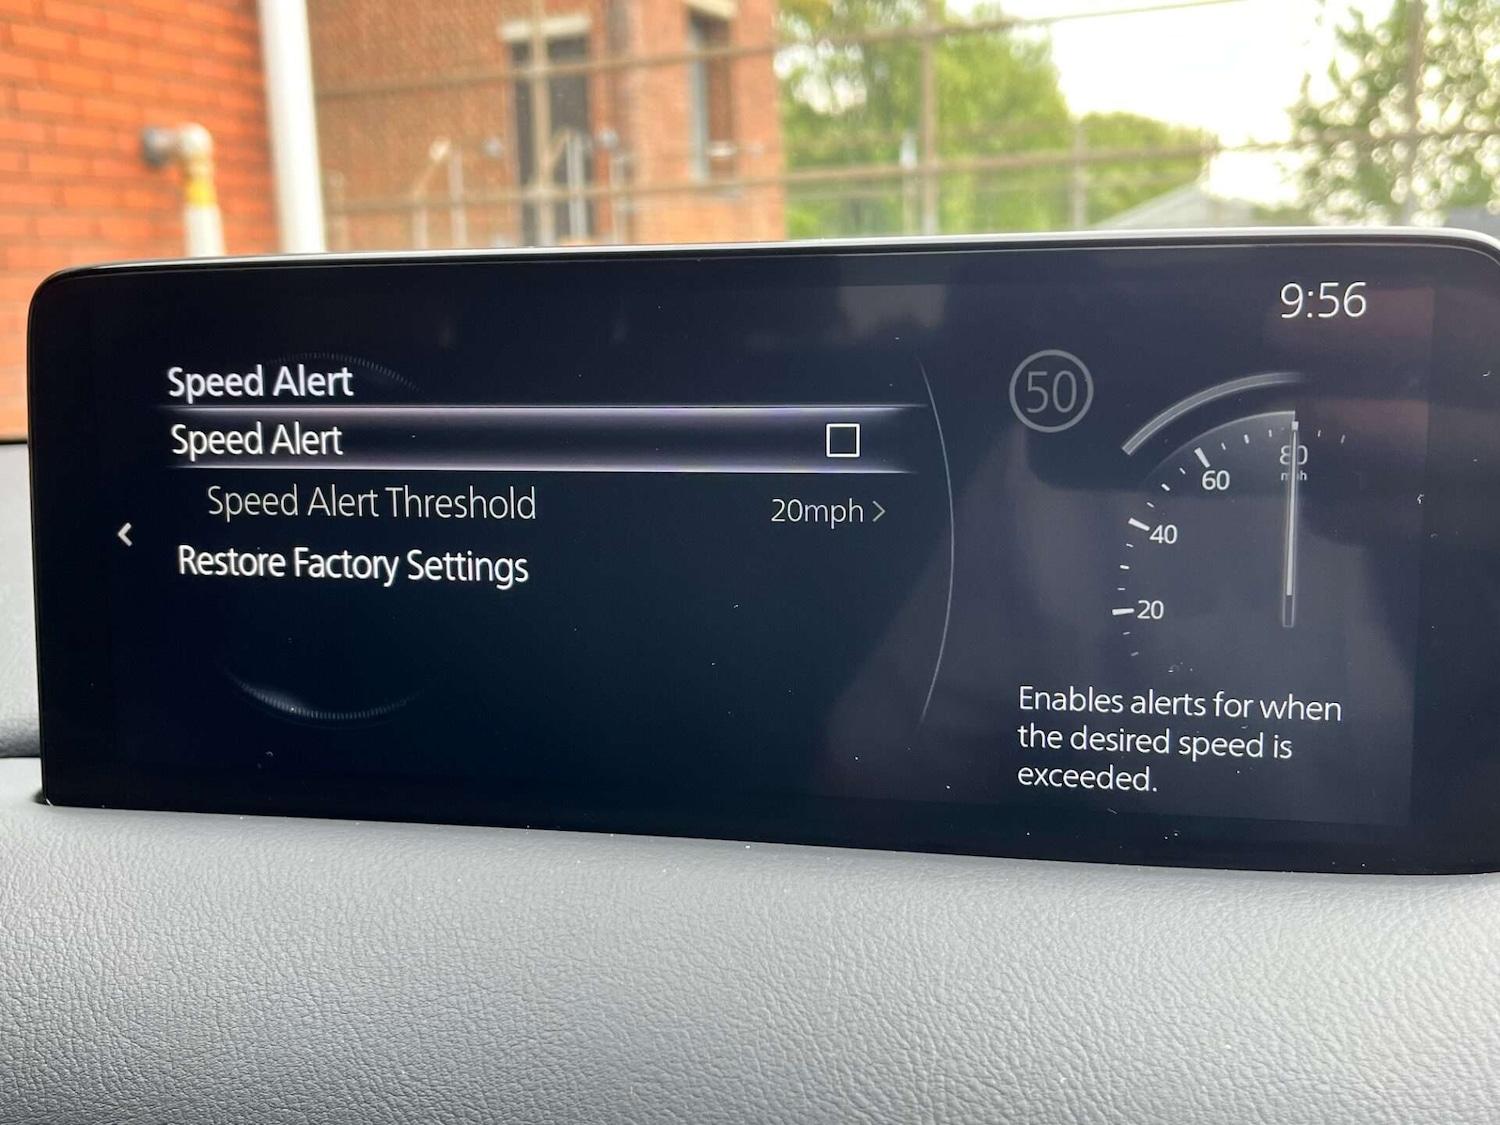 9:56
Speed Alert
Speed Alert
Speed Alert Threshold 20mph >
Restore Factory Settings
50
80
mph
60
40
20
Enables alerts for when
the desired speed is
exceeded.